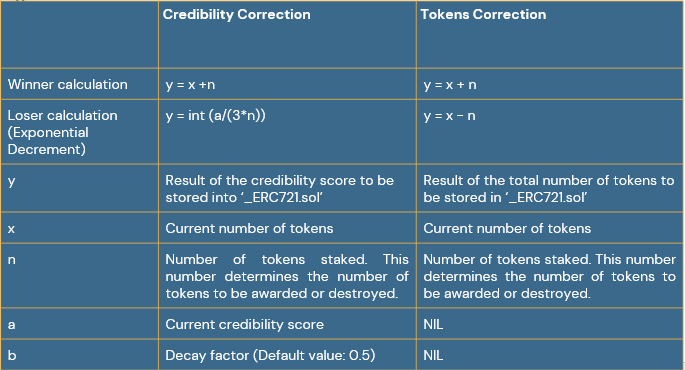 Credibility Correction
Tokens Correction
Winner calculation
y = x +n
y = x + n
Loser calculation
(Exponential
Decrement)
y = int (a/(3*n))
y = x – n
y
Result of the credibility score to be
stored into ‘_ERC721.sol’
Result of the total number of tokens to
be stored in ‘_ERC721.sol’
x
Current number of tokens
Current number of tokens
n
Number of tokens staked. This
number determines the number of
tokens to be awarded or destroyed.
Number of tokens staked. This number
determines the number of tokens to
be awarded or destroyed.
a
Current credibility score
NIL
b
Decay factor (Default value: 0.5)
NIL